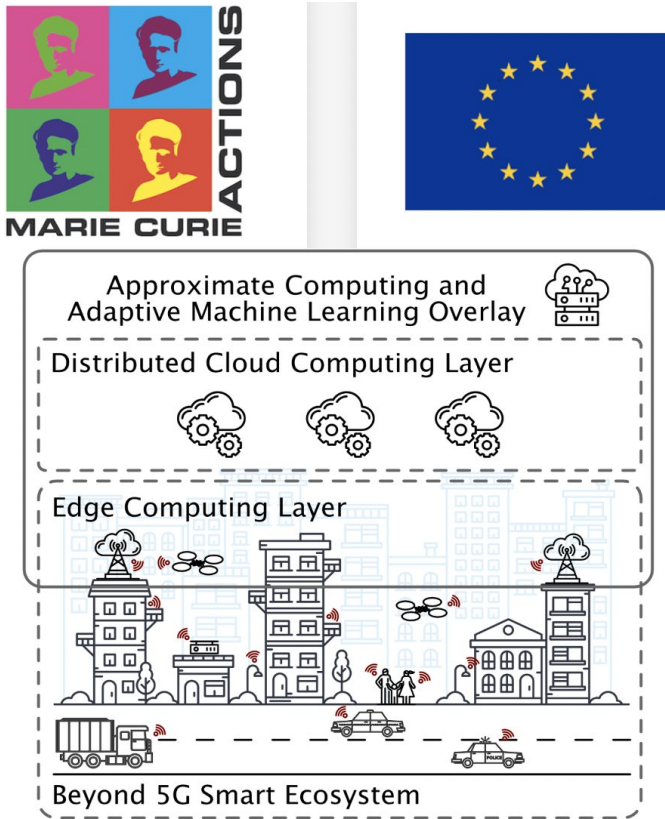 MARIE CURIE
ACTIONS
Approximate Computing and
Adaptive Machine Learning Overlay
Distributed Cloud Computing Layer
Edge Computing Layer
POLICE
Beyond 5G Smart Ecosystem